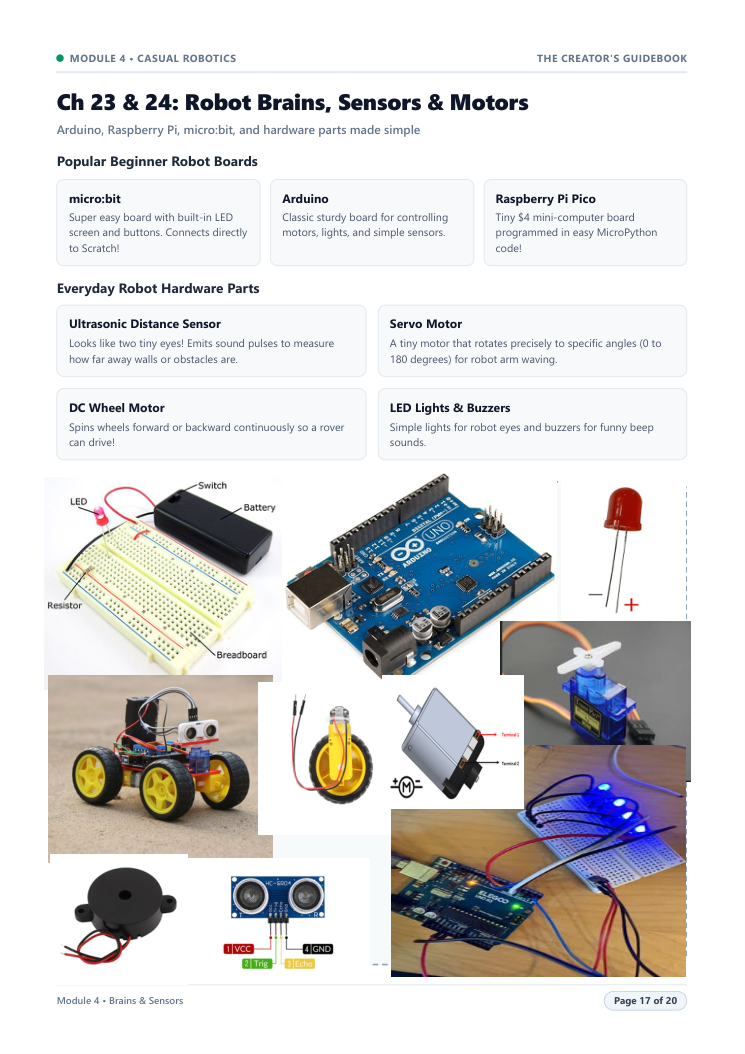 MODULE 4 • CASUAL ROBOTICS
THE CREATOR'S GUIDEBOOK
Ch 23 & 24: Robot Brains, Sensors & Motors
Arduino, Raspberry Pi, micro:bit, and hardware parts made simple
Popular Beginner Robot Boards
micro:bit
Super easy board with built-in LED
screen and buttons. Connects directly
to Scratch!
Arduino
Classic sturdy board for controlling
motors, lights, and simple sensors.
Raspberry Pi Pico
Tiny $4 mini-computer board
programmed in easy MicroPython
code!
Everyday Robot Hardware Parts
Ultrasonic Distance Sensor
Looks like two tiny eyes! Emits sound pulses to measure
how far away walls or obstacles are.
Servo Motor
A tiny motor that rotates precisely to specific angles (0 to
180 degrees) for robot arm waving.
DC Wheel Motor
Spins wheels forward or backward continuously so a rover
can drive!
LED Lights & Buzzers
Simple lights for robot eyes and buzzers for funny beep
sounds.
Switch
LED
Battery
Resistor
Breadboard
UNO
ARDUINO
− +
Terminal 1
Terminal 2
M
ELEGOO
HC-SR04
T R
1 VCC
4 GND
2 Trig
3 Echo
Module 4 • Brains & Sensors
Page 17 of 20